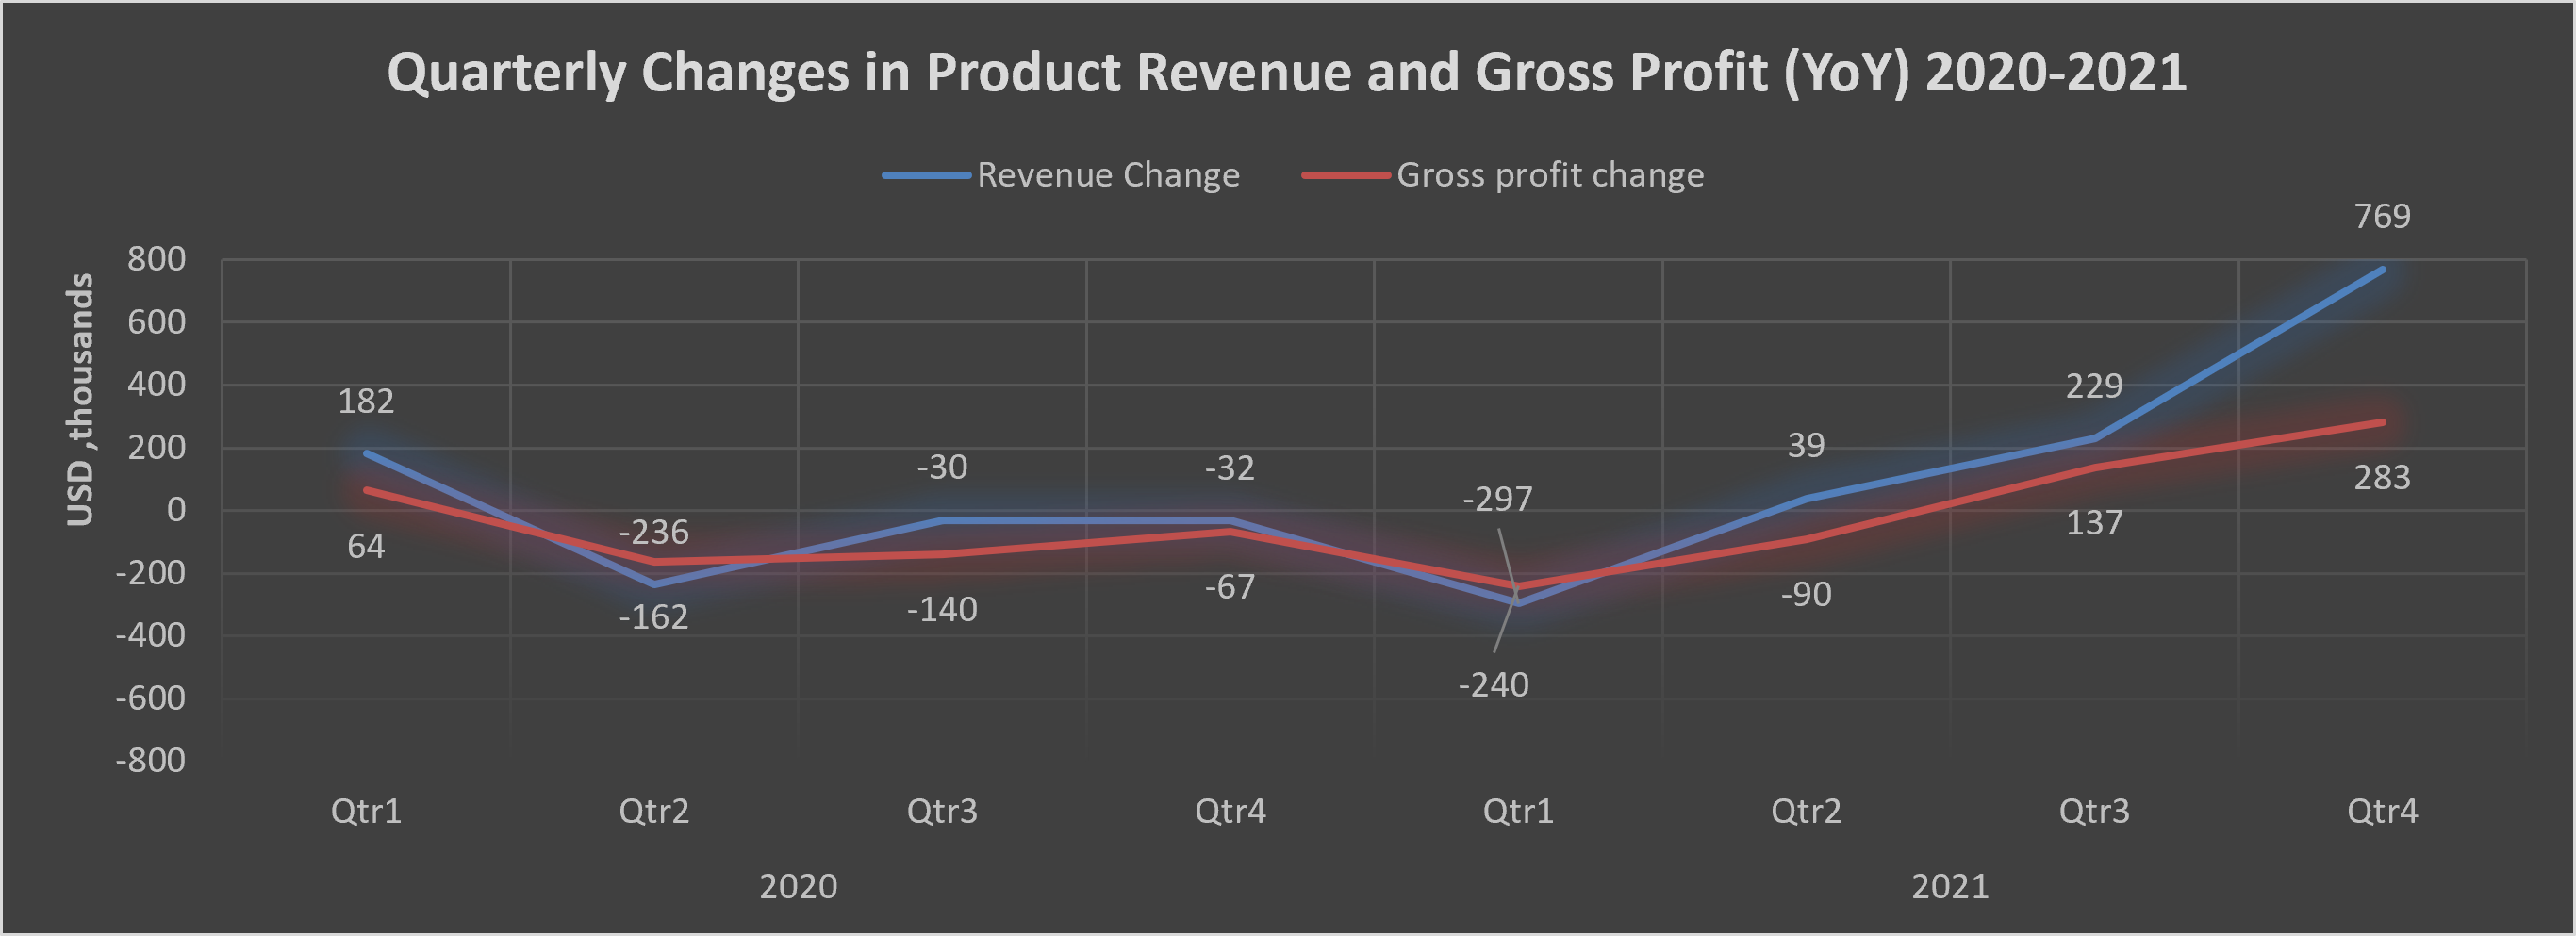 Quarterly Changes in Product Revenue and Gross Profit (YoY) 2020-2021
Revenue Change
Gross profit change
USD ,thousands
800
600
400
200
0
-200
-400
-600
-800
182
-236
-30
-32
-297
39
229
769
64
-162
-140
-67
-240
-90
137
283
Qtr1
Qtr2
Qtr3
Qtr4
Qtr1
Qtr2
Qtr3
Qtr4
2020
2021